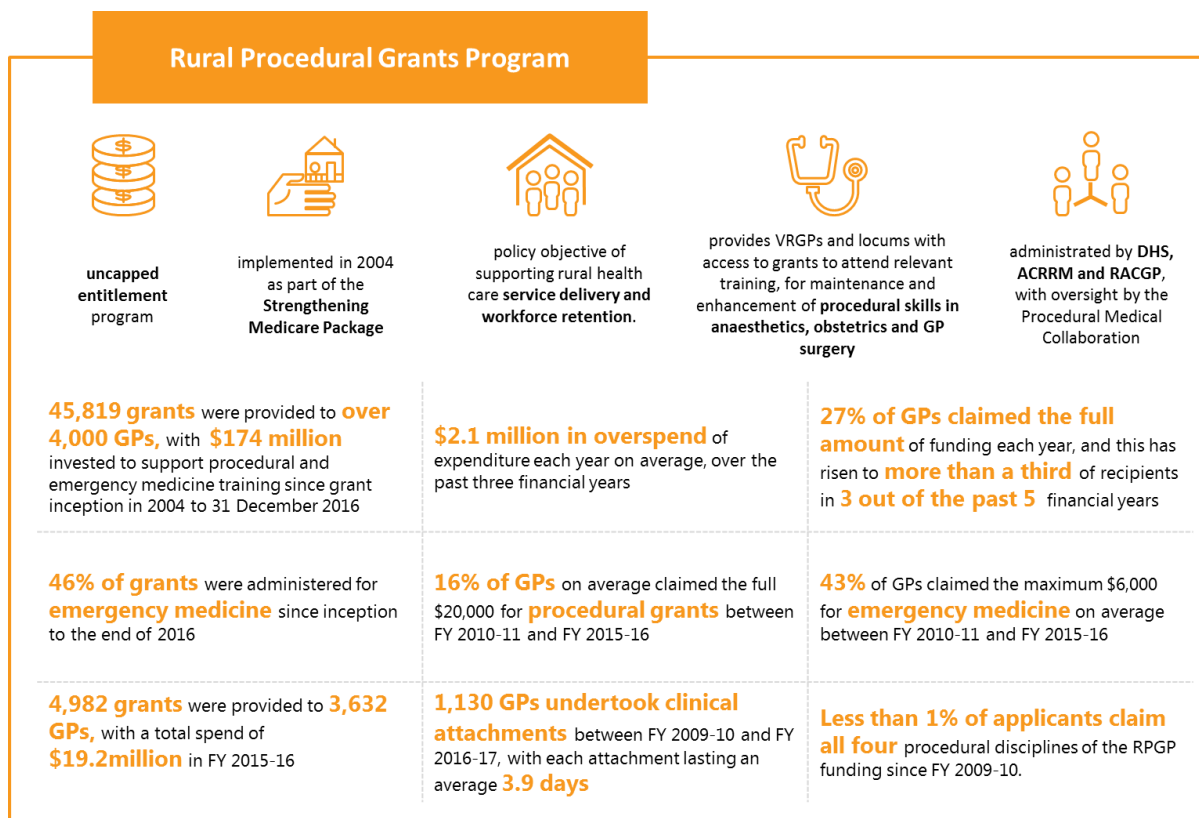 Rural Procedural Grants Program
$
$
$
uncapped
entitlement
program
implemented in 2004
as part of the
Strengthening
Medicare Package
policy objective of
supporting rural health
care service delivery and
workforce retention.
provides VRGPs and locums with
access to grants to attend relevant
training, for maintenance and
enhancement of procedural skills in
anaesthetics, obstetrics and GP
surgery
administrated by DHS,
ACRRM and RACGP,
with oversight by the
Procedural Medical
Collaboration
45,819 grants were provided to over
4,000 GPs, with $174 million
invested to support procedural and
emergency medicine training since grant
inception in 2004 to 31 December 2016
$2.1 million in overspend of
expenditure each year on average, over the
past three financial years
27% of GPs claimed the full
amount of funding each year, and this has
risen to more than a third of recipients
in 3 out of the past 5 financial years
46% of grants were administered for
emergency medicine since inception
to the end of 2016
16% of GPs on average claimed the full
$20,000 for procedural grants between
FY 2010-11 and FY 2015-16
43% of GPs claimed the maximum $6,000
for emergency medicine on average
between FY 2010-11 and FY 2015-16
4,982 grants were provided to 3,632
GPs, with a total spend of
$19.2million in FY 2015-16
1,130 GPs undertook clinical
attachments between FY 2009-10 and FY
2016-17, with each attachment lasting an
average 3.9 days
Less than 1% of applicants claim
all four procedural disciplines of the RPGP
funding since FY 2009-10.